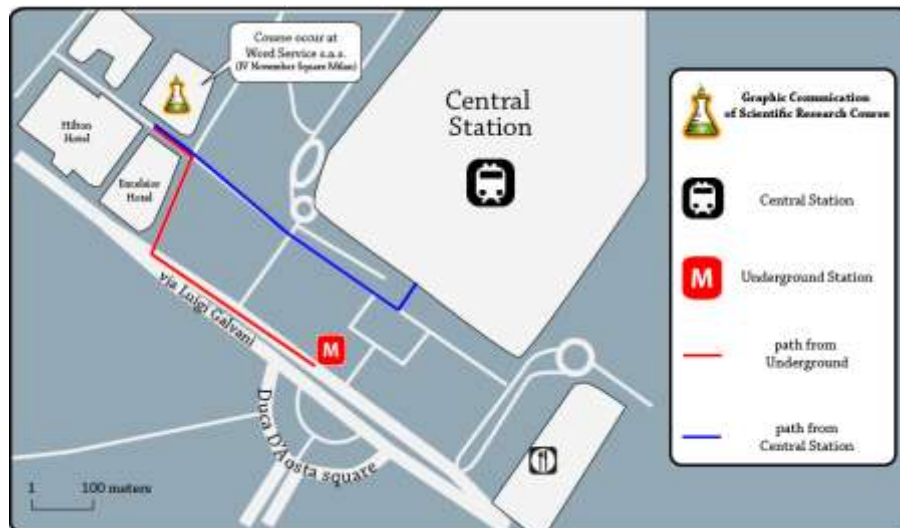 Course occur at
Word Service s.a.s.
(IV November Square Milan)
Hilton
Hotel
Excelsior
Hotel
Central
Station
via Luigi Galvani
M
Duca D'Aosta square
1 100 meters
Graphic Comunication
of Scientific Research Course
Central Station
M
Underground Station
path from
Underground
path from
Central Station